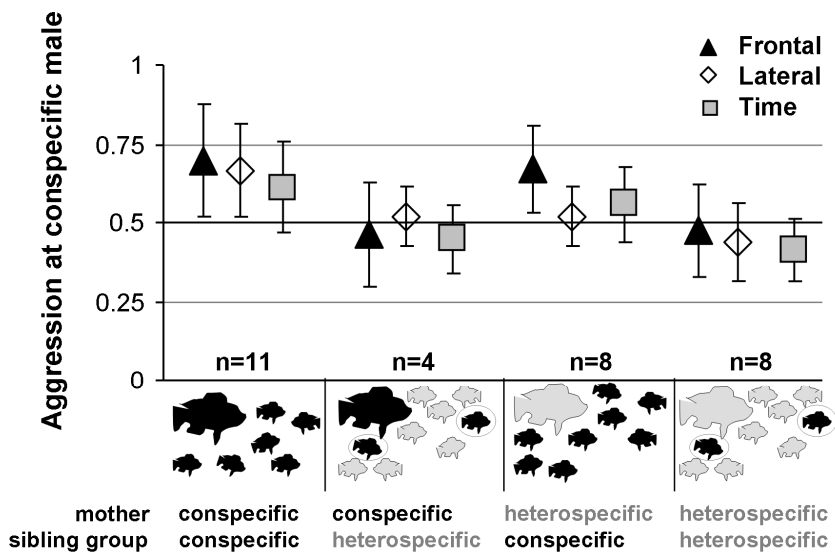 Aggression at conspecific male
1
0.75
0.5
0.25
0
Frontal
Lateral
Time
n=11
n=4
n=8
n=8
mother conspecific conspecific heterospecific heterospecific
sibling group conspecific heterospecific conspecific heterospecific